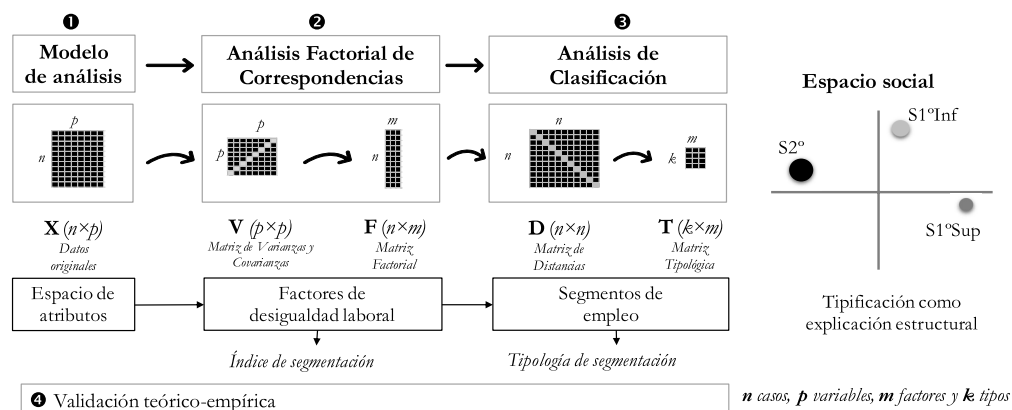 ❶
Modelo
de análisis
❷
Análisis Factorial de
Correspondencias
❸
Análisis de
Clasificación
p
n
p
p
m
n
n
n
m
k
X (n×p)
Datos
originales
V (p×p)
Matriz de Varianzas y
Covarianzas
F (n×m)
Matriz
Factorial
D (n×n)
Matriz de
Distancias
T (k×m)
Matriz
Tipológica
Espacio de
atributos
Factores de
desigualdad laboral
Segmentos de
empleo
Índice de segmentación
Tipología de segmentación
❹ Validación teórico-empírica
Espacio social
S1ºInf
S2º
S1ºSup
Tipificación como
explicación estructural
n casos, p variables, m factores y k tipos